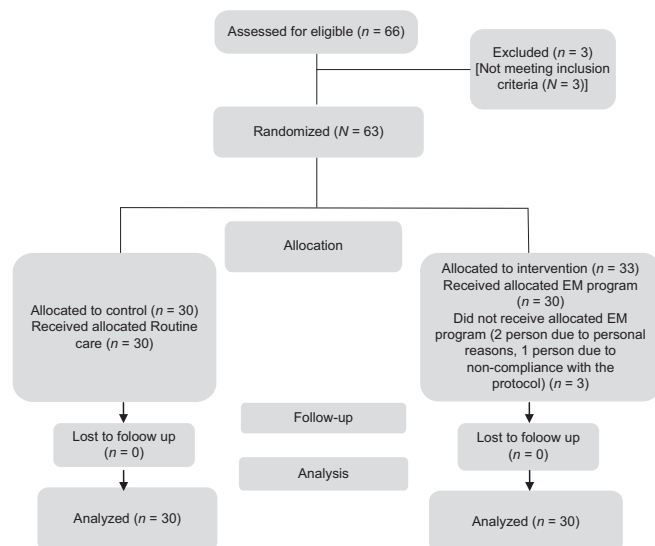 Assessed for eligible (n = 66)
Excluded (n = 3)
[Not meeting inclusion
criteria (N = 3)]
Randomized (N = 63)
Allocation
Allocated to control (n = 30)
Received allocated Routine
care (n = 30)
Allocated to intervention (n = 33)
Received allocated EM program
(n = 30)
Did not receive allocated EM
program (2 person due to personal
reasons, 1 person due to
non-compliance with the
protocol) (n = 3)
Follow-up
Lost to foloow up
(n = 0)
Lost to foloow up
(n = 0)
Analysis
Analyzed (n = 30)
Analyzed (n = 30)